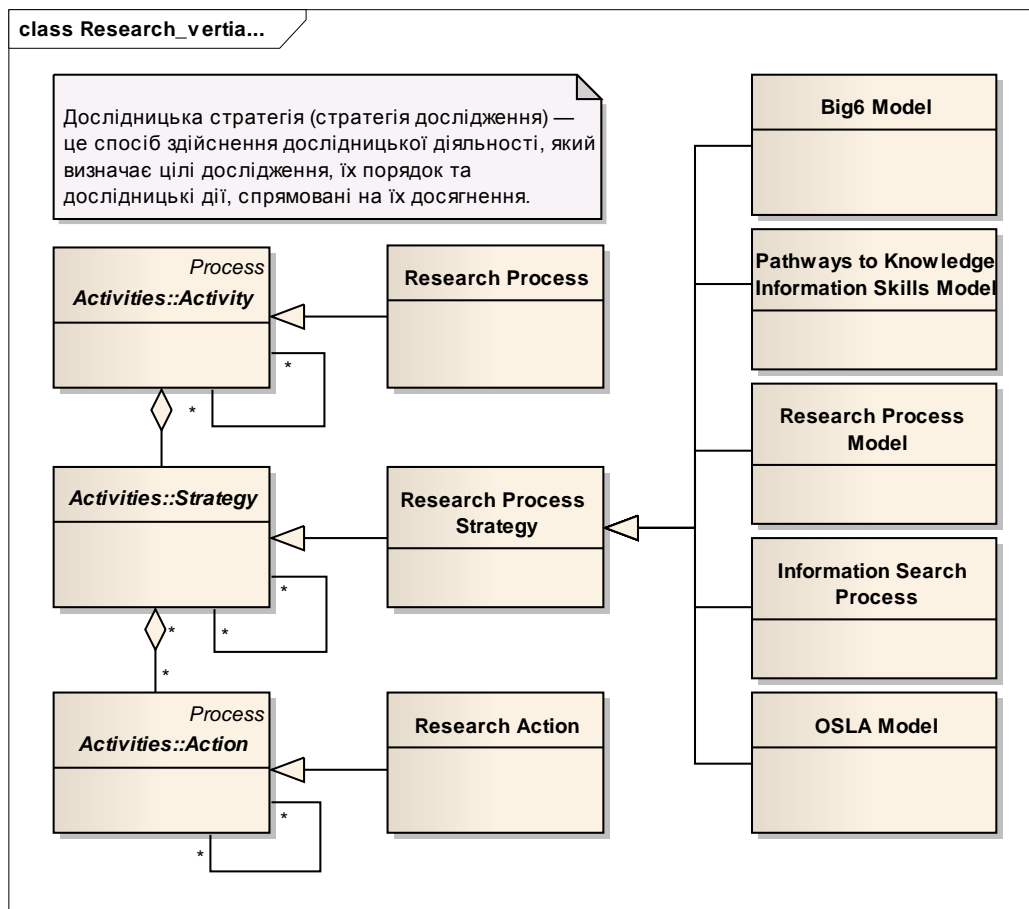 class Research_vertia...
Дослідницька стратегія (стратегія дослідження) —
це спосіб здійснення дослідницької діяльності, який
визначає цілі дослідження, їх порядок та
дослідницькі дії, спрямовані на їх досягнення.
Process
Activities::Activity
*
*
Research Process
Activities::Strategy
*
*
*
*
Research Process
Strategy
Process
Activities::Action
*
*
Research Action
Big6 Model
Pathways to Knowledge
Information Skills Model
Research Process
Model
Information Search
Process
OSLA Model